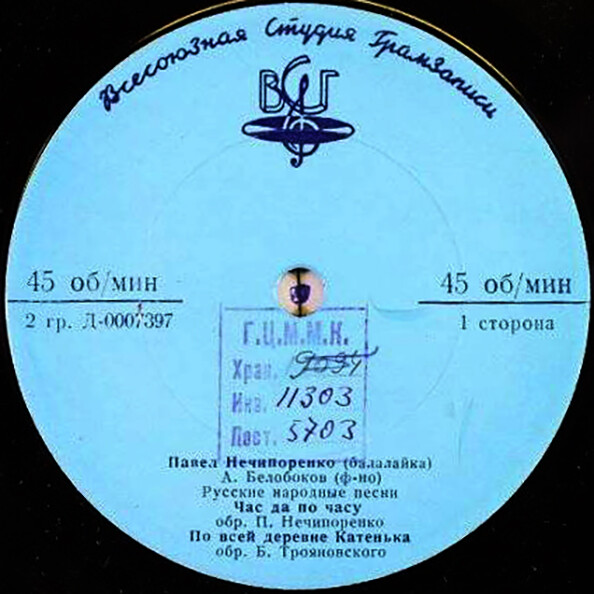 Всесоюзная Студия Грамзаписи
ВСГ
45 об/мин
45 об/мин
2 гр. Д-0007397
1 сторона
Г.Ц.М.М.К.
Хран.
Инв. 11303
Пост. 5703
Павел Нечипоренко (балалайка)
А. Белобоков (ф-но)
Русские народные песни
Час да по часу
обр. П. Нечипоренко
По всей деревне Катенька
обр. Б. Трояновского